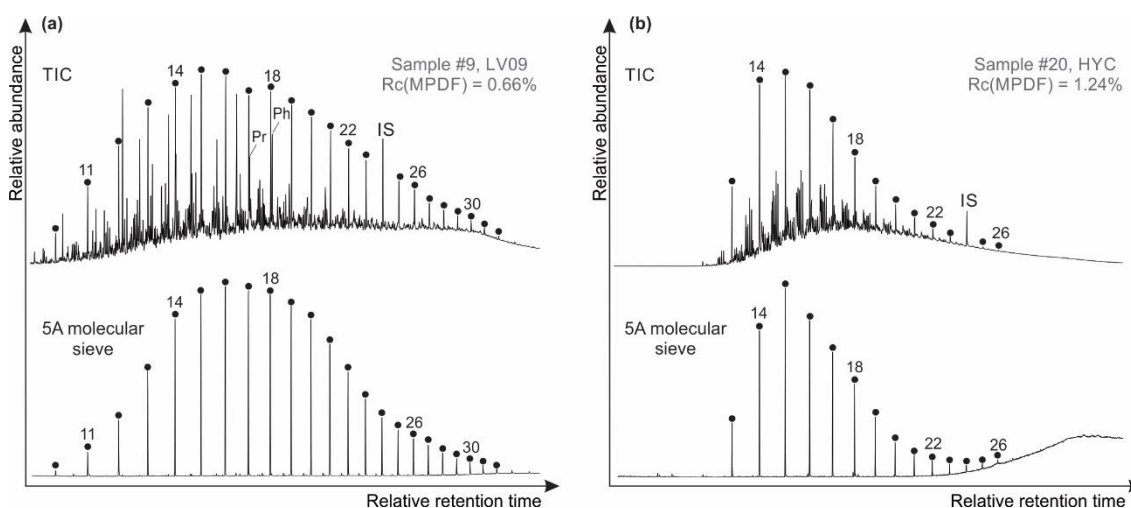 (a)
TIC
Sample #9, LV09
Rc(MPDF) = 0.66%
14
18
Ph
Pr
IS
11
22
26
30
5A molecular
sieve
14
18
11
26
30
Relative abundance
Relative retention time
(b)
TIC
Sample #20, HYC
Rc(MPDF) = 1.24%
14
18
IS
22
26
5A molecular
sieve
14
18
22
26
Relative abundance
Relative retention time